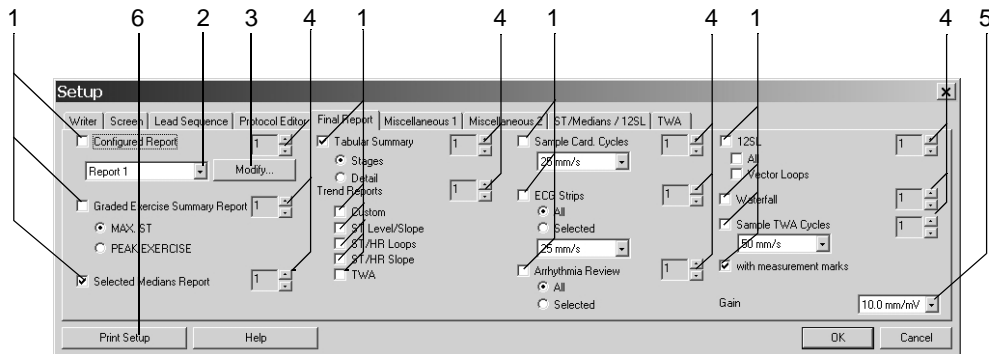 1 6 2 3 4 1 4 1 4 1 4 5
Setup
Writer Screen Lead Sequence Protocol Editor Final Report Miscellaneous 1 Miscellaneous 2 ST/Medians / 12SL TWA
Configured Report 1
Report 1 Modify...
Graded Exercise Summary Report 1
MAX. ST
PEAK EXERCISE
Selected Medians Report 1
Tabular Summary 1
Stages
Detail
Trend Reports 1
Custom
ST Level/Slope
ST/HR Loops
ST/HR Slope
TWA
Sample Card. Cycles 1
25 mm/s
ECG Strips 1
All
Selected
25 mm/s
Arrhythmia Review 1
All
Selected
12SL 1
All
Vector Loops
Waterfall 1
Sample TWA Cycles 1
50 mm/s
with measurement marks
Gain 10.0 mm/mV
Print Setup Help OK Cancel